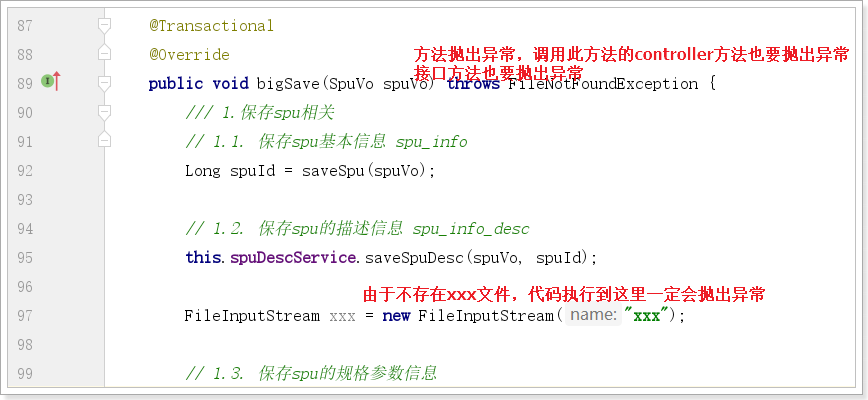 87 @Transactional
88 @Override
方法抛出异常，调用此方法的controller方法也要抛出异常
接口方法也要抛出异常
89 public void bigSave(SpuVo spuVo) throws FileNotFoundException {
90 /// 1.保存spu相关
91 // 1.1. 保存spu基本信息 spu_info
92 Long spuId = saveSpu(spuVo);
93
94 // 1.2. 保存spu的描述信息 spu_info_desc
95 this.spuDescService.saveSpuDesc(spuVo, spuId);
96
由于不存在xxx文件，代码执行到这里一定会抛出异常
97 FileInputStream xxx = new FileInputStream( name: "xxx");
98
99 // 1.3. 保存spu的规格参数信息